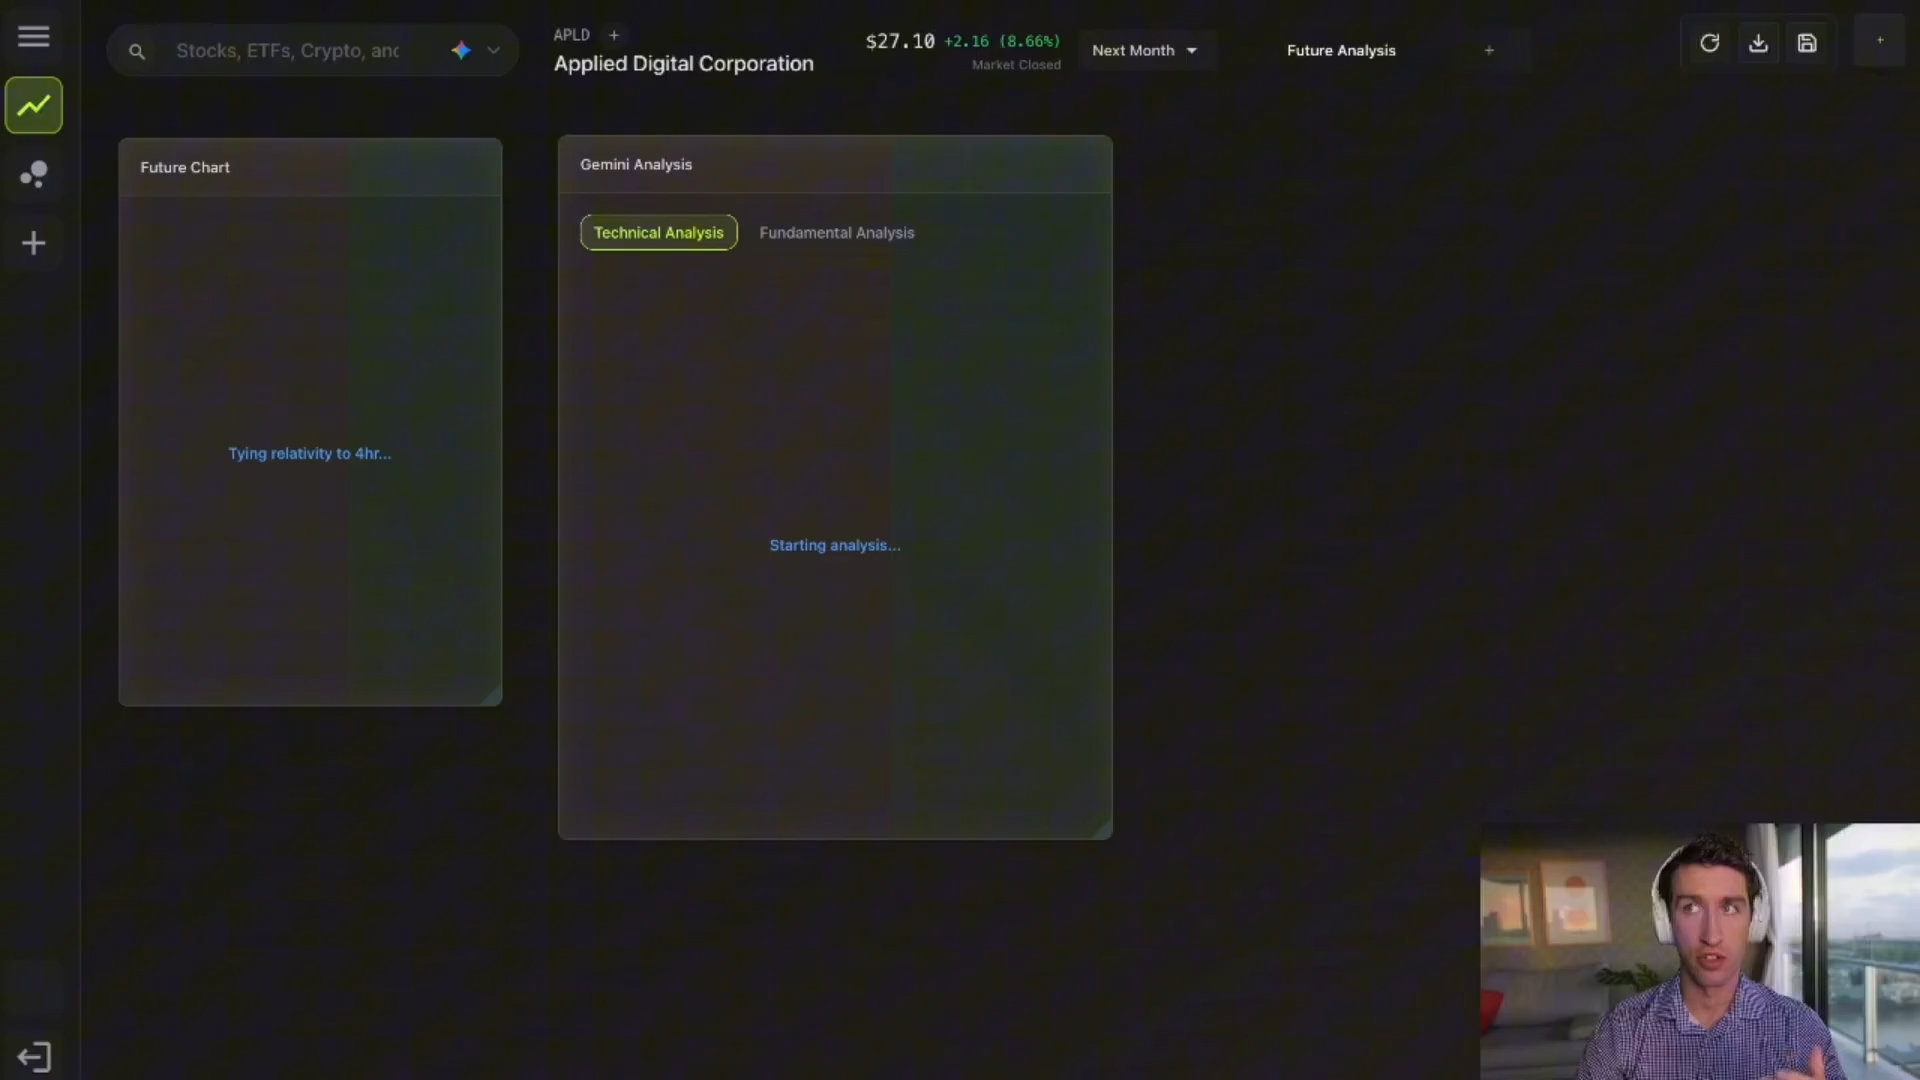 Stocks, ETFs, Crypto, and
APLD +
Applied Digital Corporation
$27.10 +2.16 (8.66%)
Market Closed
Next Month
Future Analysis +
Future Chart
Tying relativity to 4hr...
Gemini Analysis
Technical Analysis Fundamental Analysis
Starting analysis...